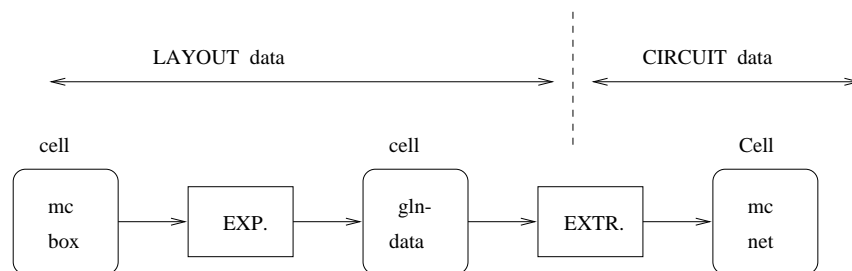 LAYOUT data
CIRCUIT data
cell
cell
Cell
mc
box
EXP.
gln-
data
EXTR.
mc
net